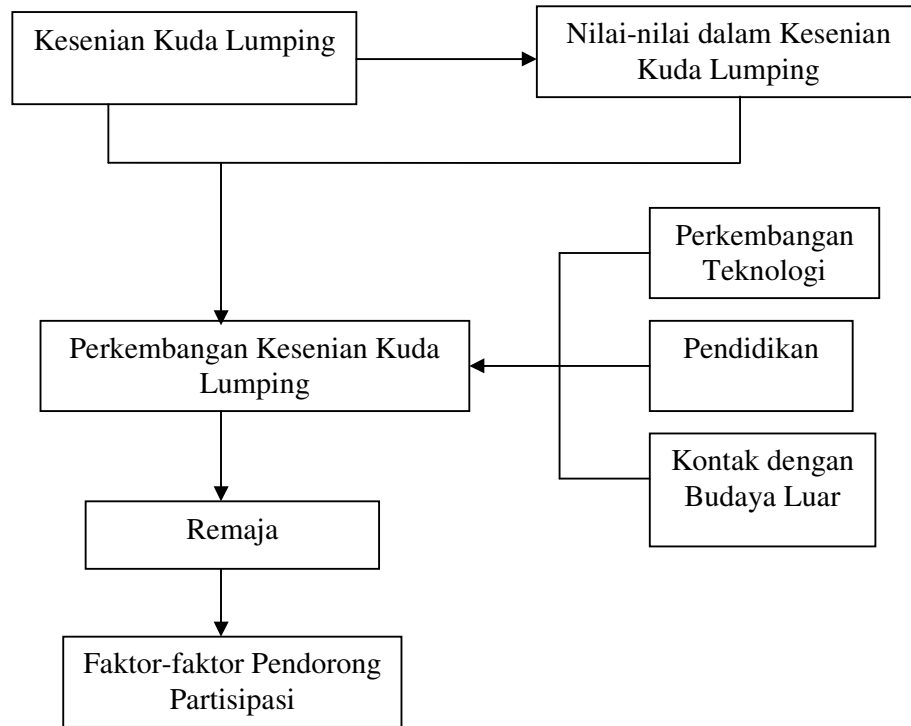 Kesenian Kuda Lumping
Nilai-nilai dalam Kesenian
Kuda Lumping
Perkembangan
Teknologi
Perkembangan Kesenian Kuda
Lumping
Pendidikan
Kontak dengan
Budaya Luar
Remaja
Faktor-faktor Pendorong
Partisipasi